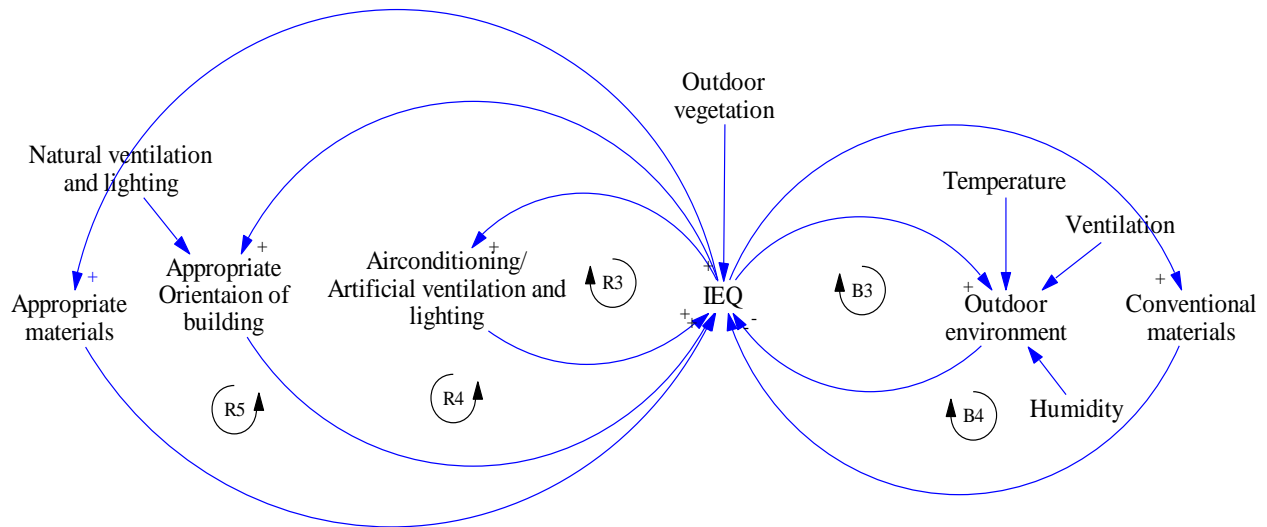 Outdoor
vegetation
Natural ventilation
and lighting
Temperature
Ventilation
+
+
+
Appropriate
Orientaion of
building
Airconditioning/
Artificial ventilation and
lighting
R3
+
IEQ
B3
+
Outdoor
environment
+
Conventional
materials
Appropriate
materials
+
+
-
-
R5
R4
B4
Humidity